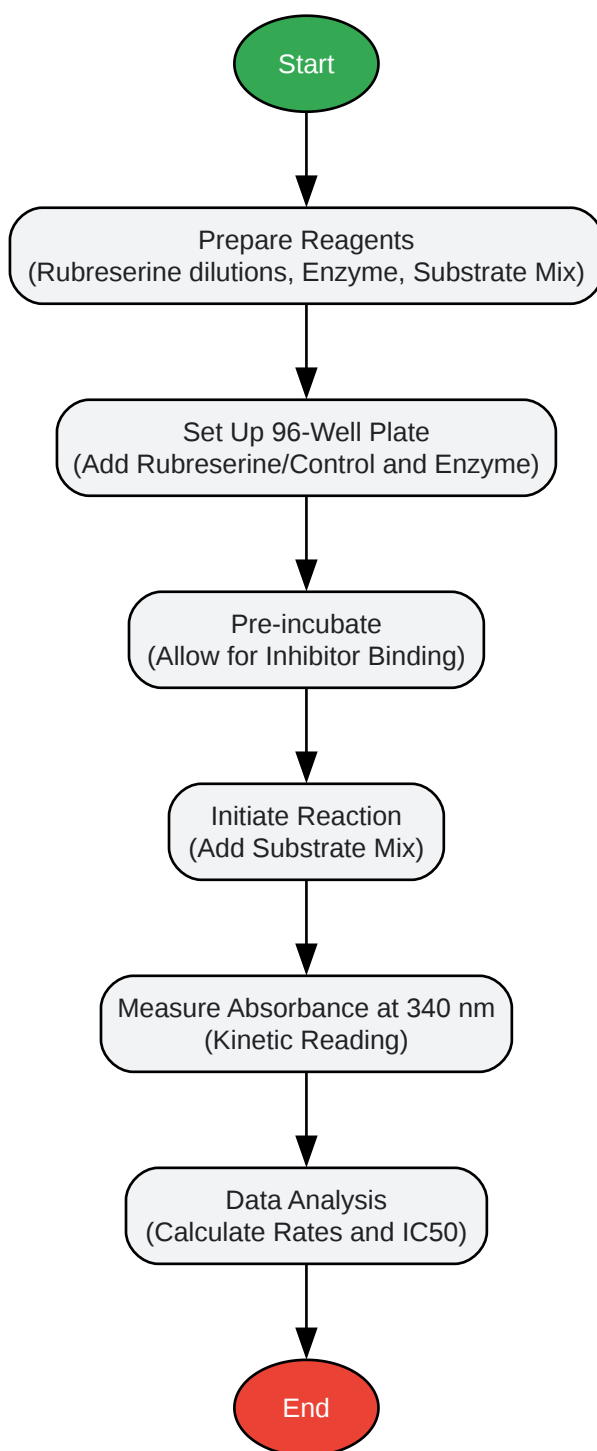 Start
Prepare Reagents
(Rubreserine dilutions, Enzyme, Substrate Mix)
Set Up 96-Well Plate
(Add Rubreserine/Control and Enzyme)
Pre-incubate
(Allow for Inhibitor Binding)
Initiate Reaction
(Add Substrate Mix)
Measure Absorbance at 340 nm
(Kinetic Reading)
Data Analysis
(Calculate Rates and IC50)
End